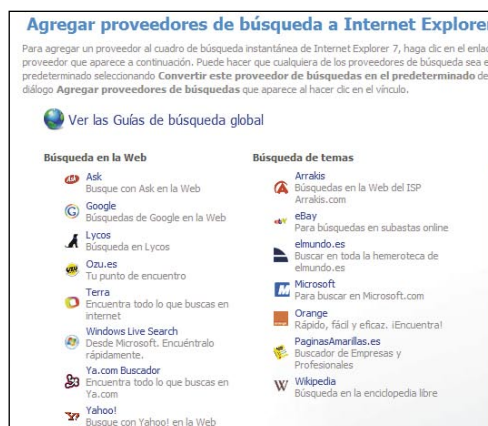 Agregar proveedores de búsqueda a Internet Explorer
Para agregar un proveedor al cuadro de búsqueda instantánea de Internet Explorer 7, haga clic en el enlac
proveedor que aparece a continuación. Puede hacer que cualquiera de los proveedores de búsqueda sea e
predeterminado seleccionando Convertir este proveedor de búsquedas en el predeterminado de
diálogo Agregar proveedores de búsquedas que aparece al hacer clic en el vínculo.
Ver las Guías de búsqueda global
Búsqueda en la Web
Ask
Busque con Ask en la Web
Google
Búsquedas de Google en la Web
Lycos
Búsqueda en Lycos
Ozu.es
Tu punto de encuentro
Terra
Encuentra todo lo que buscas en
internet
Windows Live Search
Desde Microsoft. Encuéntralo
rápidamente.
Ya.com Buscador
Encuentra todo lo que buscas en
Ya.com
Yahoo!
Busque con Yahoo! en la Web
Búsqueda de temas
Arrakis
Búsquedas en la Web del ISP
Arrakis.com
eBay
Para búsquedas en subastas online
elmundo.es
Buscar en toda la hemeroteca de
elmundo.es
Microsoft
Para buscar en Microsoft.com
Orange
Rápido, fácil y eficaz. ¡Encuentra!
PaginasAmarillas.es
Buscador de Empresas y
Profesionales
Wikipedia
Búsqueda en la enciclopedia libre